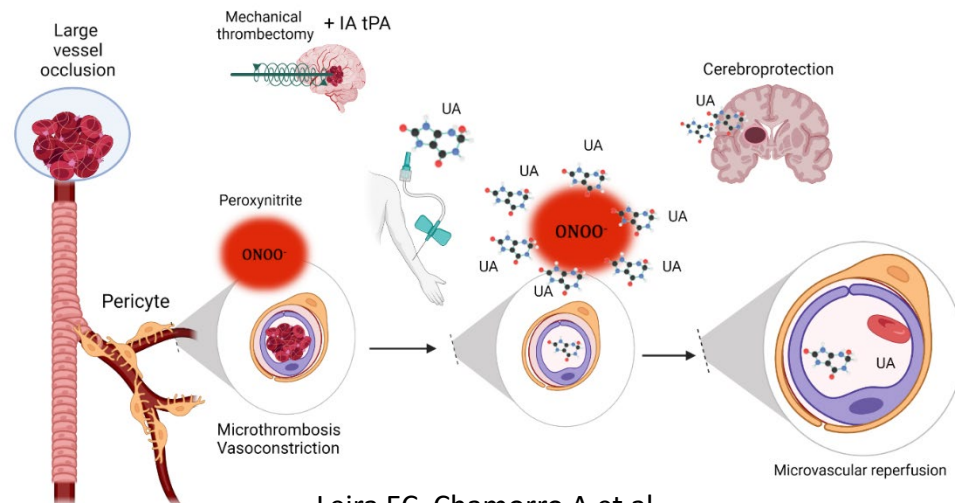 Large
vessel
occlusion
Mechanical
thrombectomy
+ IA tPA
UA
Cerebroprotection
UA
Peroxynitrite
ONOO-
Pericyte
Microthrombosis
Vasoconstriction
UA
UA
UA
UA
UA
ONOO-
UA
Microvascular reperfusion